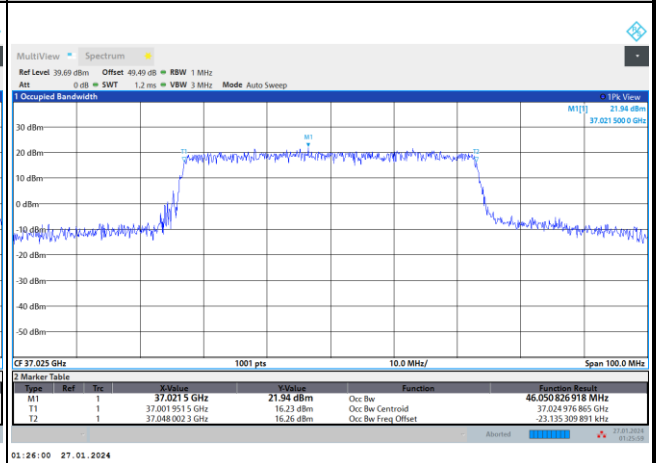 MultiView Spectrum
Ref Level 39.69 dBm Offset 49.49 dB RBW 1 MHz
Att 0 dB SWT 1.2 ms VBW 3 MHz Mode Auto Sweep
1 Occupied Bandwidth 1Pk View
M1[1] 21.94 dBm
37.021 500 0 GHz
30 dBm
M1
20 dBm
T1 T2
10 dBm
0 dBm
-10 dBm
-20 dBm
-30 dBm
-40 dBm
-50 dBm
CF 37.025 GHz 1001 pts 10.0 MHz/ Span 100.0 MHz
2 Marker Table
Type Ref Trc X-Value Y-Value Function Function Result
M1 1 37.021 5 GHz 21.94 dBm Occ Bw 46.050 826 918 MHz
T1 1 37.001 951 5 GHz 16.23 dBm Occ Bw Centroid 37.024 976 865 GHz
T2 1 37.048 002 3 GHz 16.26 dBm Occ Bw Freq Offset -23.135 309 891 kHz
Aborted 27.01.2024
01:25:59
01:26:00 27.01.2024